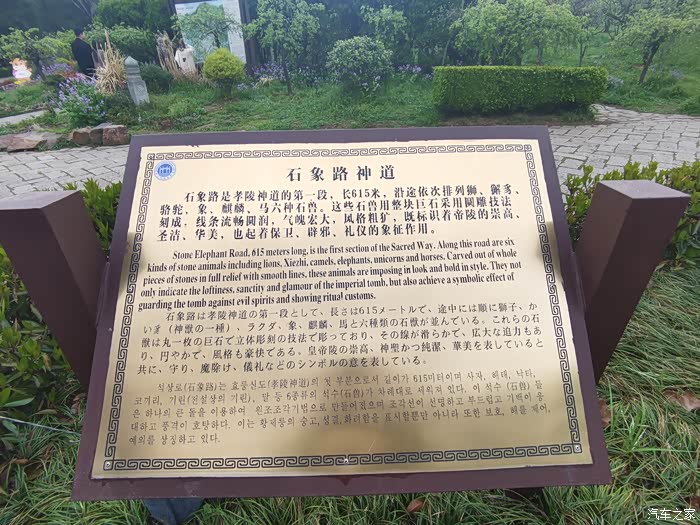 石象路神道
石象路是孝陵神道的第一段，长615米，沿途依次排列狮、獬豸、
骆驼、象、麒麟、马六种石兽。这些石兽用整块巨石采用圆雕技法
刻成，线条流畅圆润，气魄宏大，风格粗犷，既标识着帝陵的崇高、
圣洁、华美，也起着保卫、辟邪、礼仪的象征作用。
Stone Elephant Road, 615 meters long, is the first section of the Sacred Way. Along this road are six
kinds of stone animals including lions, Xiezhi, camels, elephants, unicorns and horses. Carved out of whole
pieces of stones in full relief with smooth lines, these animals are imposing in look and bold in style. They not
only indicate the loftiness, sanctity and glamour of the imperial tomb, but also achieve a symbolic effect of
guarding the tomb against evil spirits and showing ritual customs.
石象路は孝陵神道の第一段として、長さは615メートルで、途中には順に獅子、か
い豸（神獣の一種）、ラクダ、象、麒麟、馬と六種類の石獣が並んでいる。これらの石
獣は丸一枚の巨石で立体彫刻の技法で彫っており、その線が滑らかで、広大な迫力もあ
り、円やかで、風格も豪快である。皇帝陵の崇高、神聖かつ純潔、華美を表していると
共に、守り、魔除け、儀礼などのシンボルの意を表している。
석상로(石象路)는 효릉신도(孝陵神道)의 첫 부분으로서 길이가 615미터이며 사자, 해태, 낙타,
코끼리, 기린(전설상의 기린), 말 등 6종류의 석수(石兽)가 차례대로 세워져 있다. 이 석수(石兽)들
은 하나의 큰 돌을 이용하여 원조조각기법으로 만들어졌으며 조각선이 선명하고 부드럽고 기백이 웅
대하고 풍격이 호탕하다. 이는 황제릉의 숭고, 성결, 화려함을 표시할뿐만 아니라 또한 보호, 해를 제어,
예의를 상징하고 있다.
汽车之家